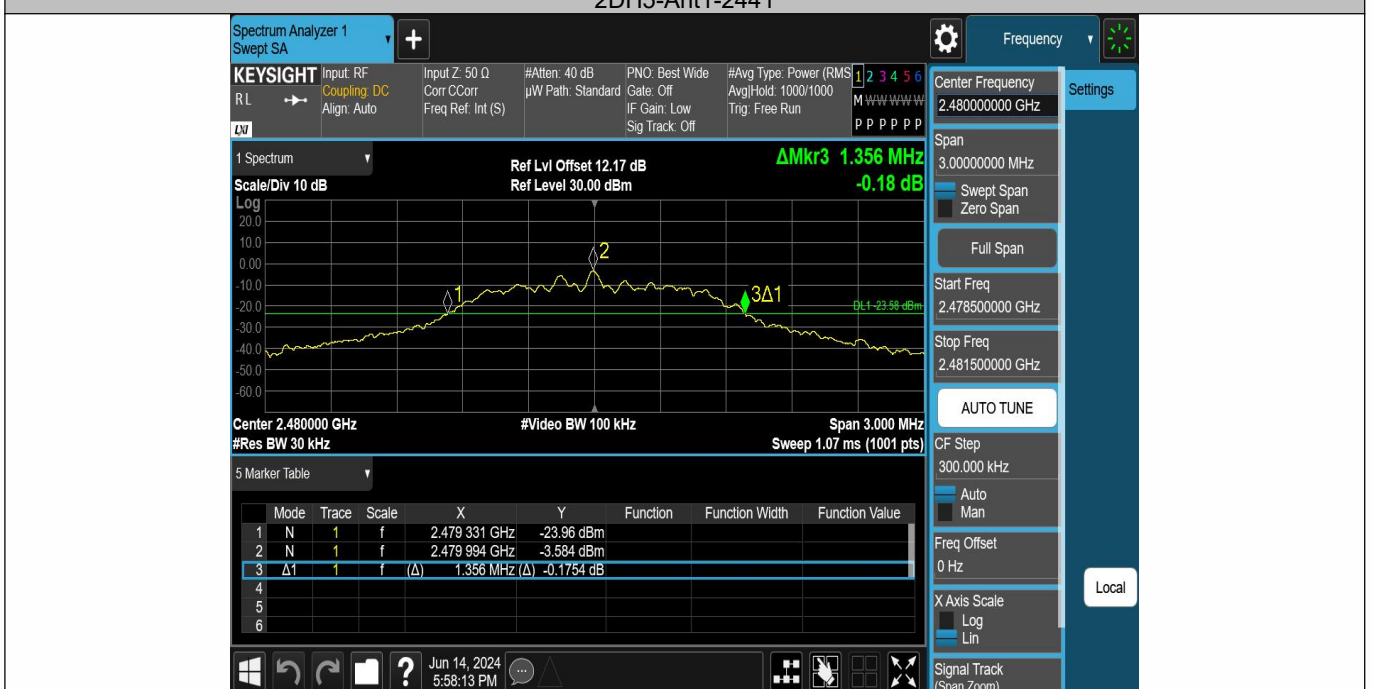 2DH5-Ant1-2441
Spectrum Analyzer 1
Swept SA
Frequency
KEYSIGHT
RL
LXI
Input: RF
Coupling: DC
Align: Auto
Input Z: 50 Ω
Corr CCorr
Freq Ref: Int (S)
#Atten: 40 dB
µW Path: Standard
PNO: Best Wide
Gate: Off
IF Gain: Low
Sig Track: Off
#Avg Type: Power (RMS
Avg|Hold: 1000/1000
Trig: Free Run
1 2 3 4 5 6
M W W W W W
P P P P P P
Settings
Center Frequency
2.480000000 GHz
Span
3.00000000 MHz
Swept Span
Zero Span
Full Span
Start Freq
2.478500000 GHz
Stop Freq
2.481500000 GHz
AUTO TUNE
CF Step
300.000 kHz
Auto
Man
Freq Offset
0 Hz
X Axis Scale
Log
Lin
Signal Track
(Span Zoom)
Local
1 Spectrum
Scale/Div 10 dB
Log
Ref Lvl Offset 12.17 dB
Ref Level 30.00 dBm
ΔMkr3 1.356 MHz
-0.18 dB
20.0
10.0
0.00
-10.0
-20.0
-30.0
-40.0
-50.0
-60.0
1
2
3Δ1
DL1 -23.58 dBm
Center 2.480000 GHz
#Video BW 100 kHz
Span 3.000 MHz
#Res BW 30 kHz
Sweep 1.07 ms (1001 pts)
5 Marker Table
Mode Trace Scale X Y Function Function Width Function Value
1 N 1 f 2.479 331 GHz -23.96 dBm
2 N 1 f 2.479 994 GHz -3.584 dBm
3 Δ1 1 f (Δ) 1.356 MHz (Δ) -0.1754 dB
4
5
6
?
Jun 14, 2024
5:58:13 PM